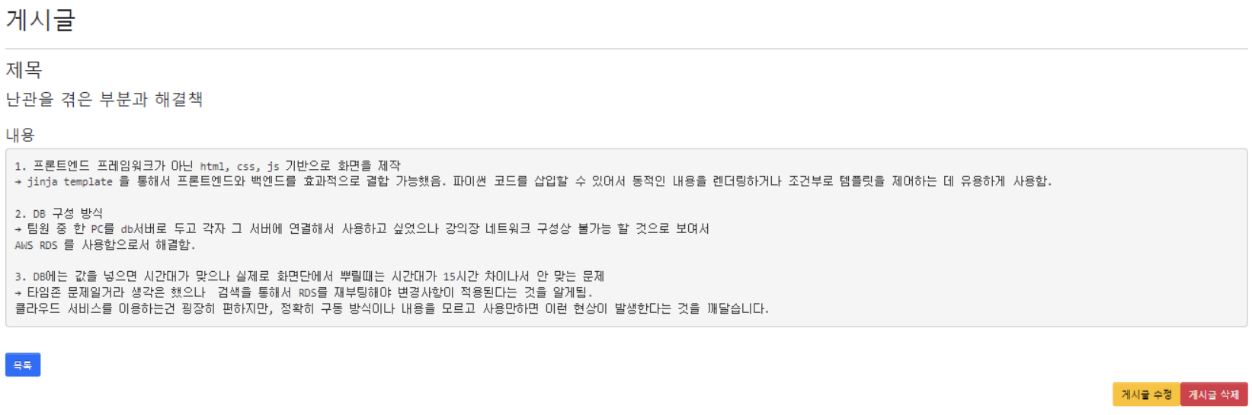 게시글
제목
난관을 겪은 부분과 해결책
내용
1. 프론트엔드 프레임워크가 아닌 html, css, js 기반으로 화면을 제작
→ jinja template 을 통해서 프론트엔드와 백엔드를 효과적으로 결합 가능했음. 파이썬 코드를 삽입할 수 있어서 동적인 내용을 렌더링하거나 조건부로 템플릿을 제어하는 데 유용하게 사용함.
2. DB 구성 방식
→ 팀원 중 한 PC를 db서버로 두고 각자 그 서버에 연결해서 사용하고 싶었으나 강의장 네트워크 구성상 불가능 할 것으로 보여서
AWS RDS 를 사용함으로서 해결함.
3. DB에는 값을 넣으면 시간대가 맞으나 실제로 화면단에서 뿌릴때는 시간대가 15시간 차이나서 안 맞는 문제
→ 타임존 문제일거라 생각은 했으나 검색을 통해서 RDS를 재부팅해야 변경사항이 적용된다는 것을 알게됨.
클라우드 서비스를 이용하는건 굉장히 편하지만, 정확히 구동 방식이나 내용을 모르고 사용만하면 이런 현상이 발생한다는 것을 깨달습니다.
목록
게시글 수정 게시글 삭제